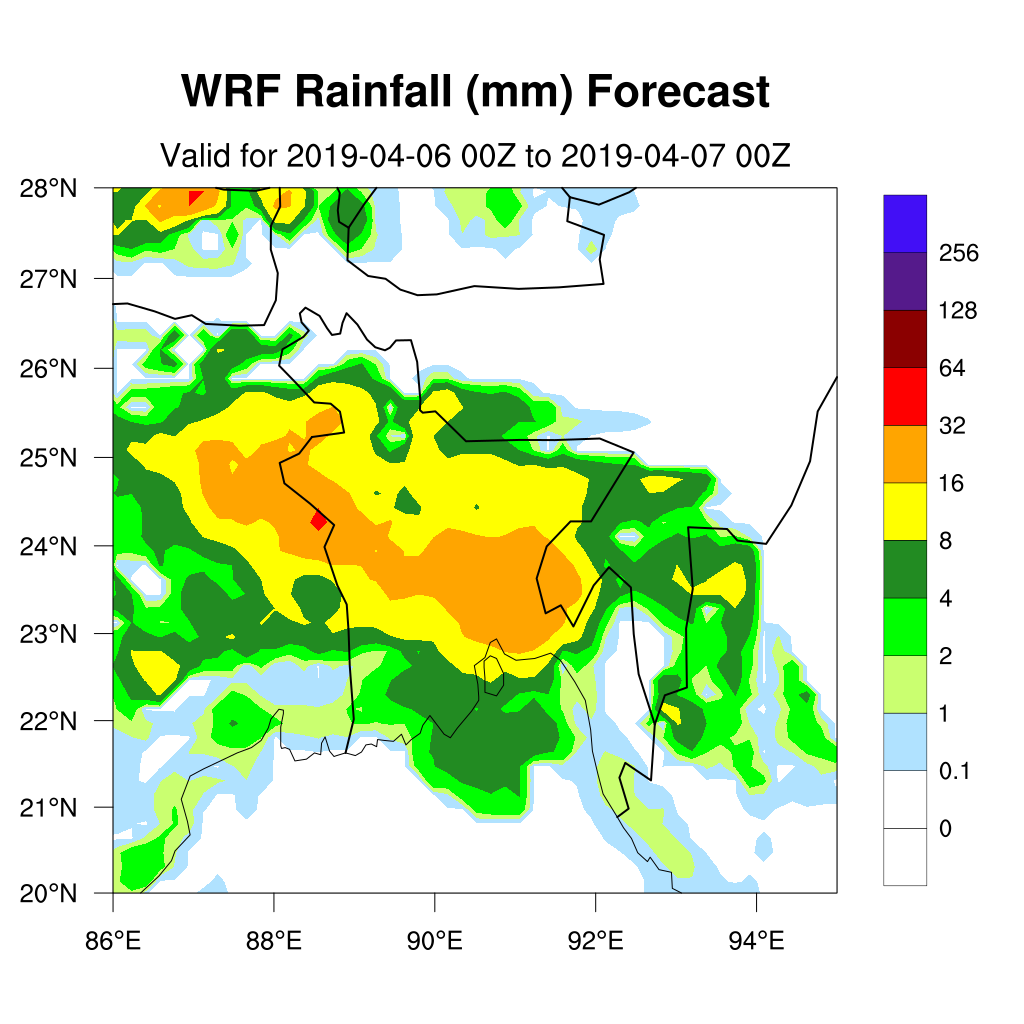 WRF Rainfall (mm) Forecast
Valid for 2019-04-06 00Z to 2019-04-07 00Z
28°N
27°N
26°N
25°N
24°N
23°N
22°N
21°N
20°N
86°E 88°E 90°E 92°E 94°E
256
128
64
32
16
8
4
2
1
0.1
0